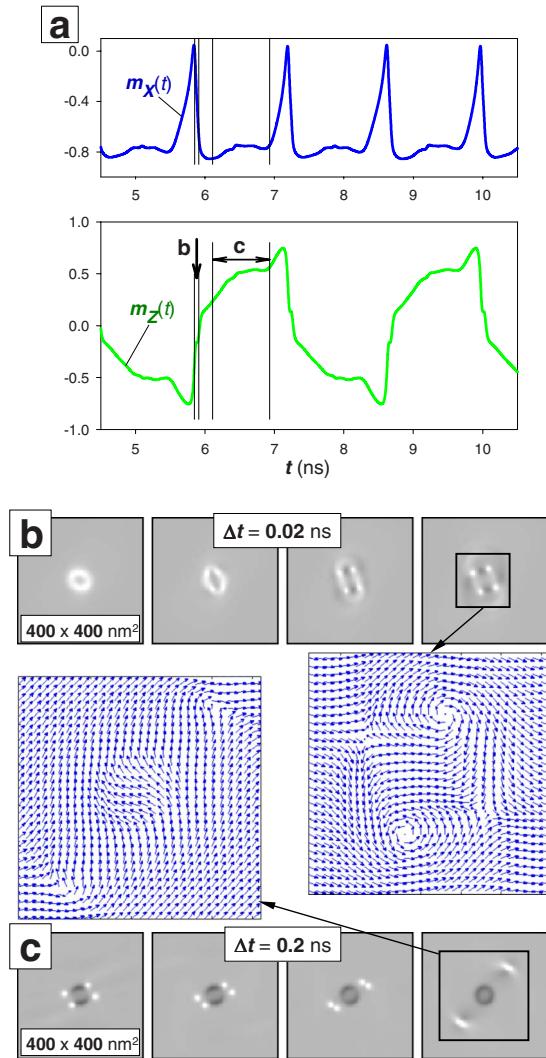 a
0.0
-0.4
-0.8
m_X(t)
5 6 7 8 9 10
1.0
0.5
0.0
-0.5
-1.0
b
c
m_Z(t)
5 6 7 8 9 10
t (ns)
b
Δt = 0.02 ns
400 x 400 nm²
c
Δt = 0.2 ns
400 x 400 nm²